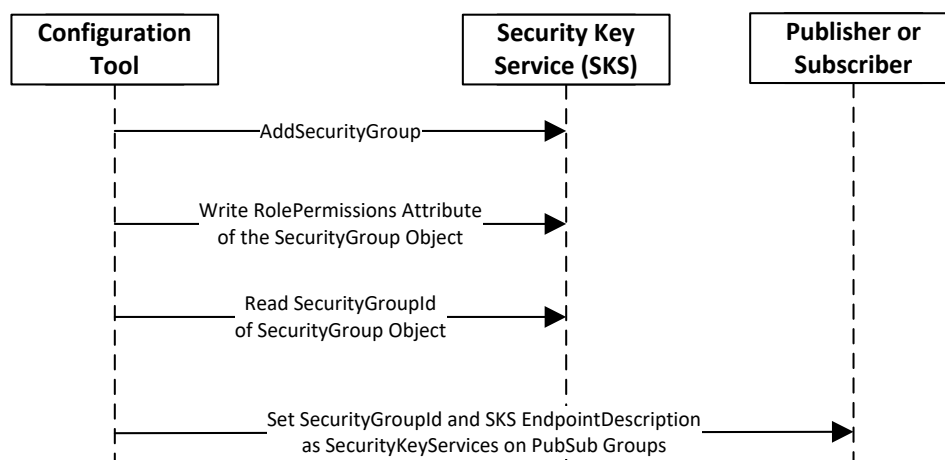 Configuration
Tool
Security Key
Service (SKS)
Publisher or
Subscriber
AddSecurityGroup
Write RolePermissions Attribute
of the SecurityGroup Object
Read SecurityGroupId
of SecurityGroup Object
Set SecurityGroupId and SKS EndpointDescription
as SecurityKeyServices on PubSub Groups